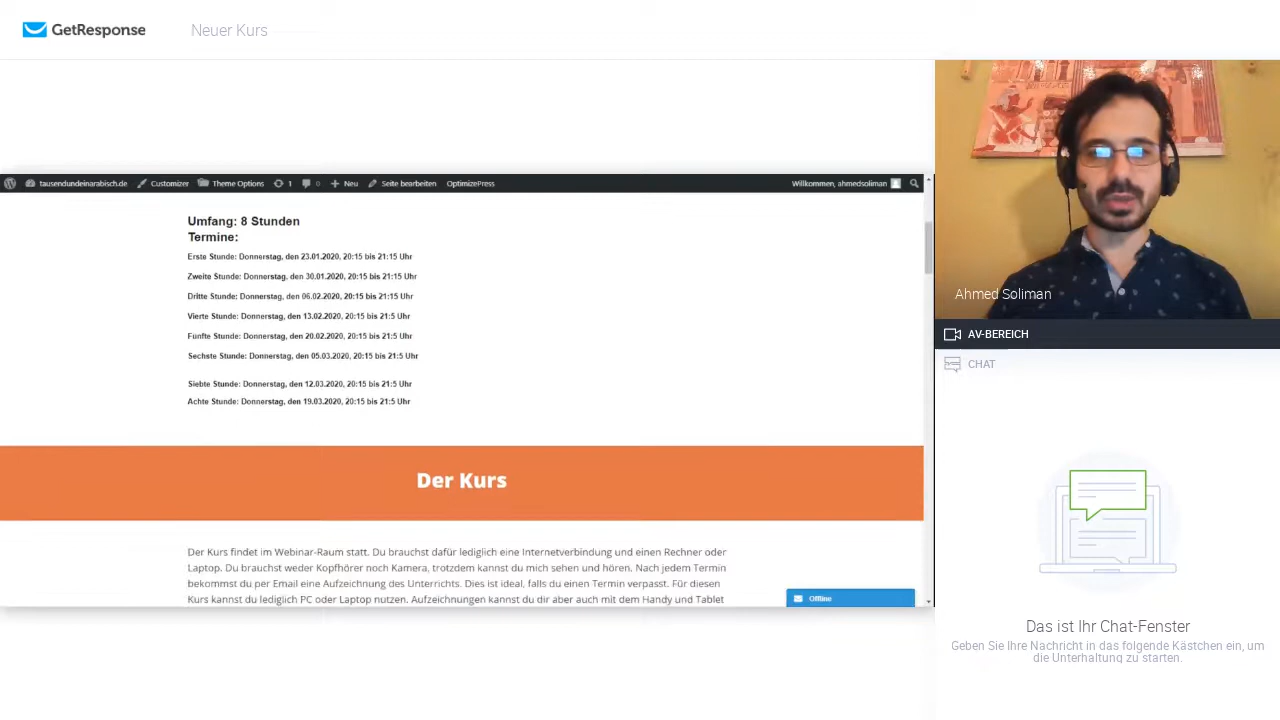 GetResponse
Neuer Kurs
tausendundeinarabisch.de Customizer Theme Options 1 0 Neu Seite bearbeiten OptimizePress Willkommen, ahmedsoliman
Umfang: 8 Stunden
Termine:
Erste Stunde: Donnerstag, den 23.01.2020, 20:15 bis 21:15 Uhr
Zweite Stunde: Donnerstag, den 30.01.2020, 20:15 bis 21:15 Uhr
Dritte Stunde: Donnerstag, den 06.02.2020, 20:15 bis 21:15 Uhr
Vierte Stunde: Donnerstag, den 13.02.2020, 20:15 bis 21:5 Uhr
Funfte Stunde: Donnerstag, den 20.02.2020, 20:15 bis 21:5 Uhr
Sechste Stunde: Donnerstag, den 05.03.2020, 20:15 bis 21:5 Uhr
Siebte Stunde: Donnerstag, den 12.03.2020, 20:15 bis 21:5 Uhr
Achte Stunde: Donnerstag, den 19.03.2020, 20:15 bis 21:5 Uhr
Der Kurs
Der Kurs findet im Webinar-Raum statt. Du brauchst dafür lediglich eine Internetverbindung und einen Rechner oder
Laptop. Du brauchst weder Kopfhörer noch Kamera, trotzdem kannst du mich sehen und hören. Nach jedem Termin
bekommst du per Email eine Aufzeichnung des Unterrichts. Dies ist ideal, falls du einen Termin verpasst. Für diesen
Kurs kannst du lediglich PC oder Laptop nutzen. Aufzeichnungen kannst du dir aber auch mit dem Handy und Tablet
Offline
Ahmed Soliman
AV-BEREICH
CHAT
Das ist Ihr Chat-Fenster
Geben Sie Ihre Nachricht in das folgende Kästchen ein, um
die Unterhaltung zu starten.